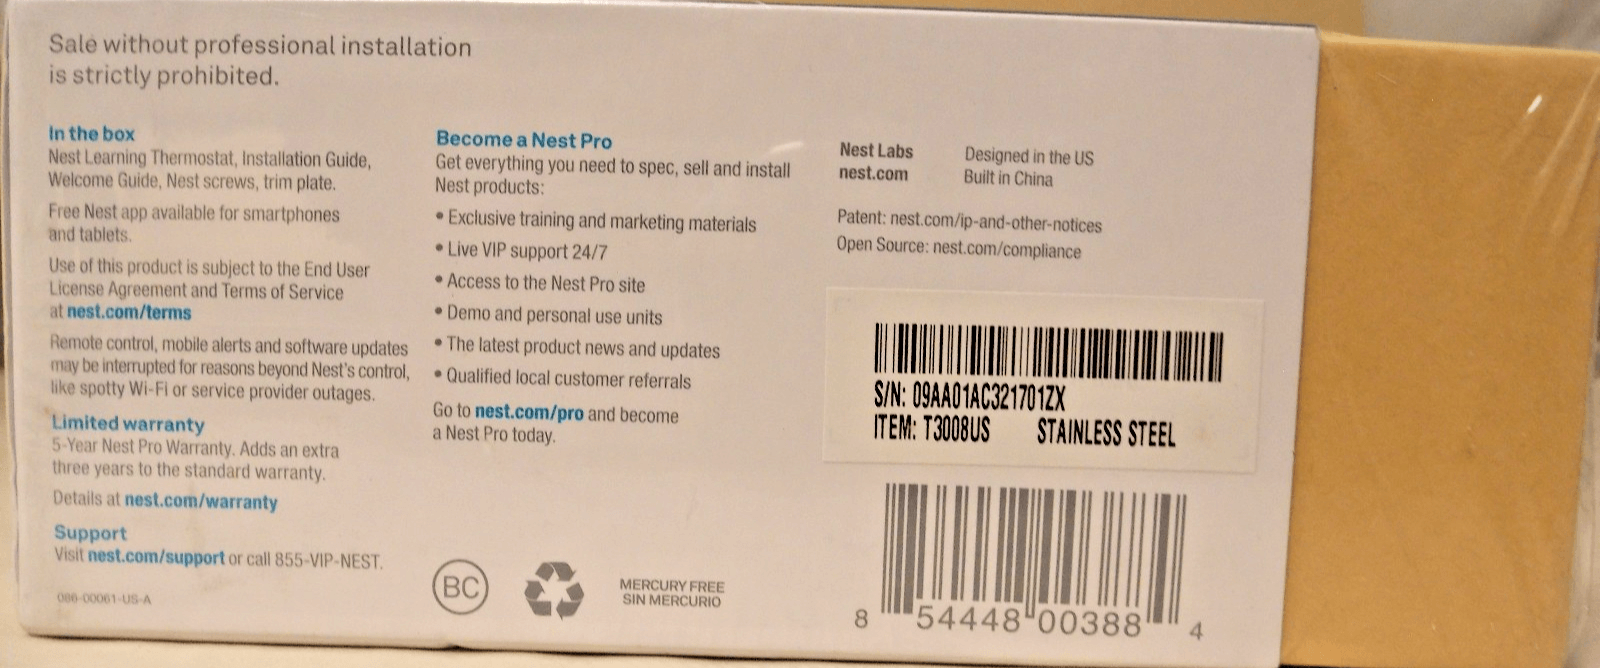 Sale without professional installation
is strictly prohibited.
In the box
Nest Learning Thermostat, Installation Guide,
Welcome Guide, Nest screws, trim plate.
Free Nest app available for smartphones
and tablets.
Use of this product is subject to the End User
License Agreement and Terms of Service
at nest.com/terms
Remote control, mobile alerts and software updates
may be interrupted for reasons beyond Nest's control,
like spotty Wi-Fi or service provider outages.
Limited warranty
5-Year Nest Pro Warranty. Adds an extra
three years to the standard warranty.
Details at nest.com/warranty
Support
Visit nest.com/support or call 855-VIP-NEST.
086-00061-US-A
Become a Nest Pro
Get everything you need to spec, sell and install
Nest products:
• Exclusive training and marketing materials
• Live VIP support 24/7
• Access to the Nest Pro site
• Demo and personal use units
• The latest product news and updates
• Qualified local customer referrals
Go to nest.com/pro and become
a Nest Pro today.
BC
MERCURY FREE
SIN MERCURIO
Nest Labs
nest.com
Designed in the US
Built in China
Patent: nest.com/ip-and-other-notices
Open Source: nest.com/compliance
S/N: 09AA01AC321701ZX
ITEM: T3008US STAINLESS STEEL
8 54448 00388 4